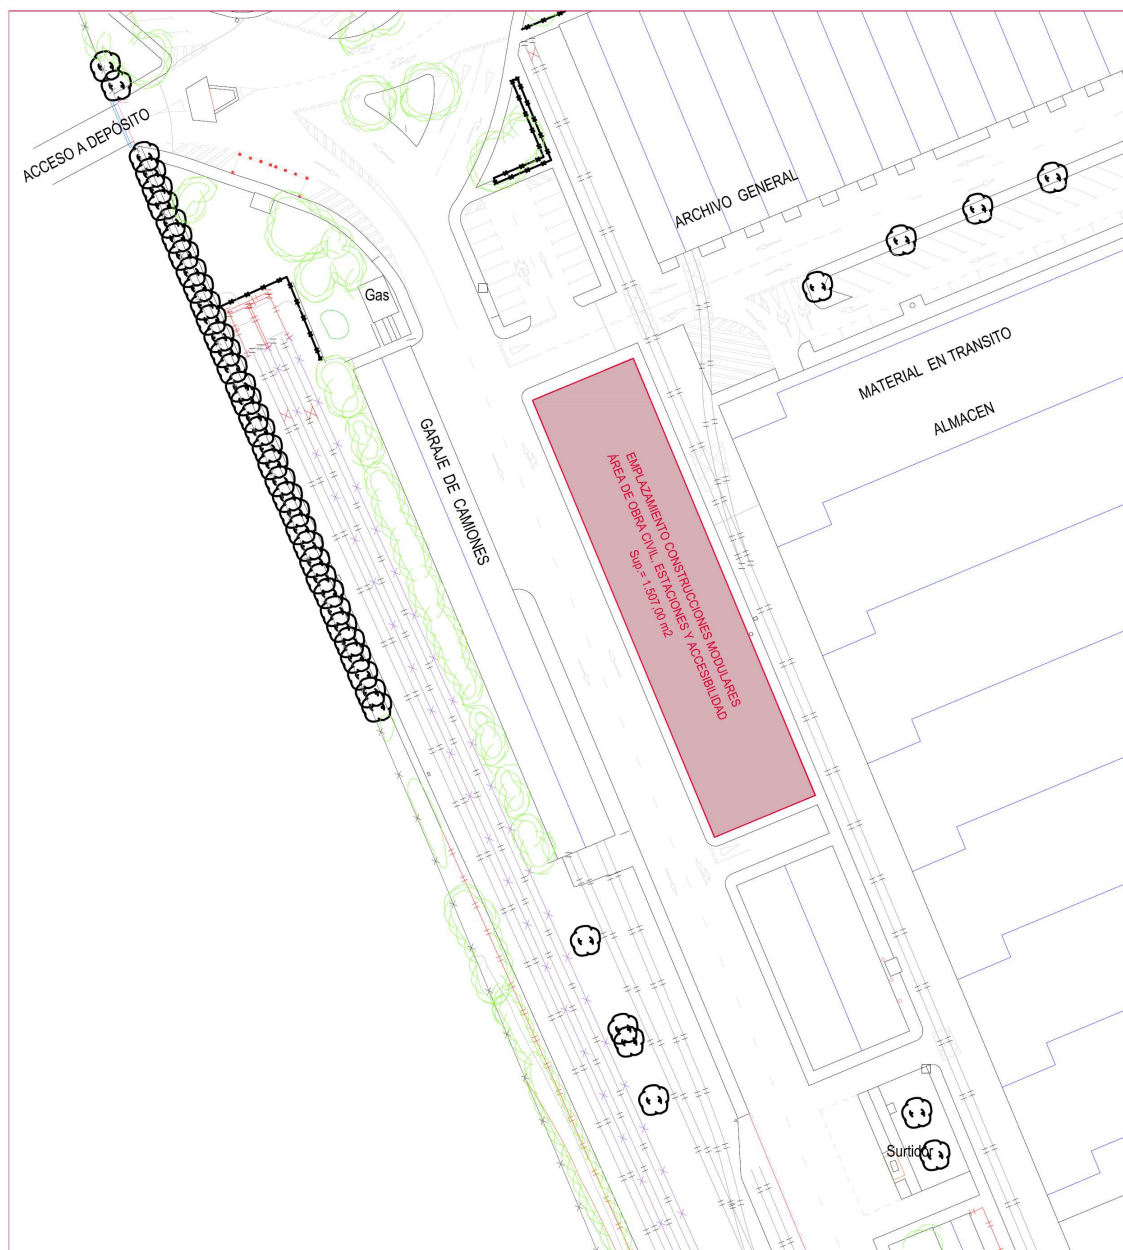 ACCESO A DEPÓSITO
ARCHIVO GENERAL
Gas
MATERIAL EN TRANSITO
ALMACEN
GARAJE DE CAMIONES
EMPLAZAMIENTO CONSTRUCCIONES MODULARES
ÁREA DE OBRA CIVIL, ESTACIONES Y ACCESIBILIDAD
Sup.= 1.507,00 m2
Surtidor